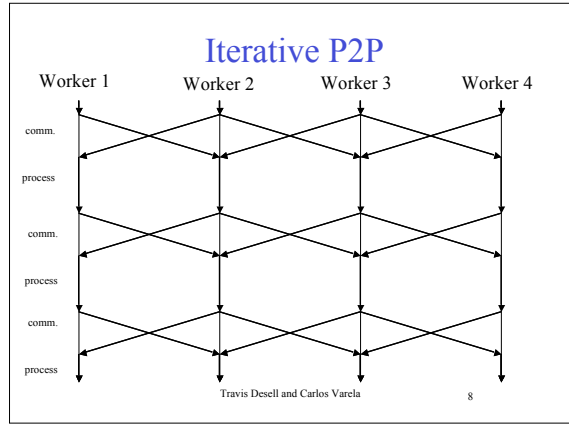 Iterative P2P
Worker 1 Worker 2 Worker 3 Worker 4
comm.
process
comm.
process
comm.
process
Travis Desell and Carlos Varela 8